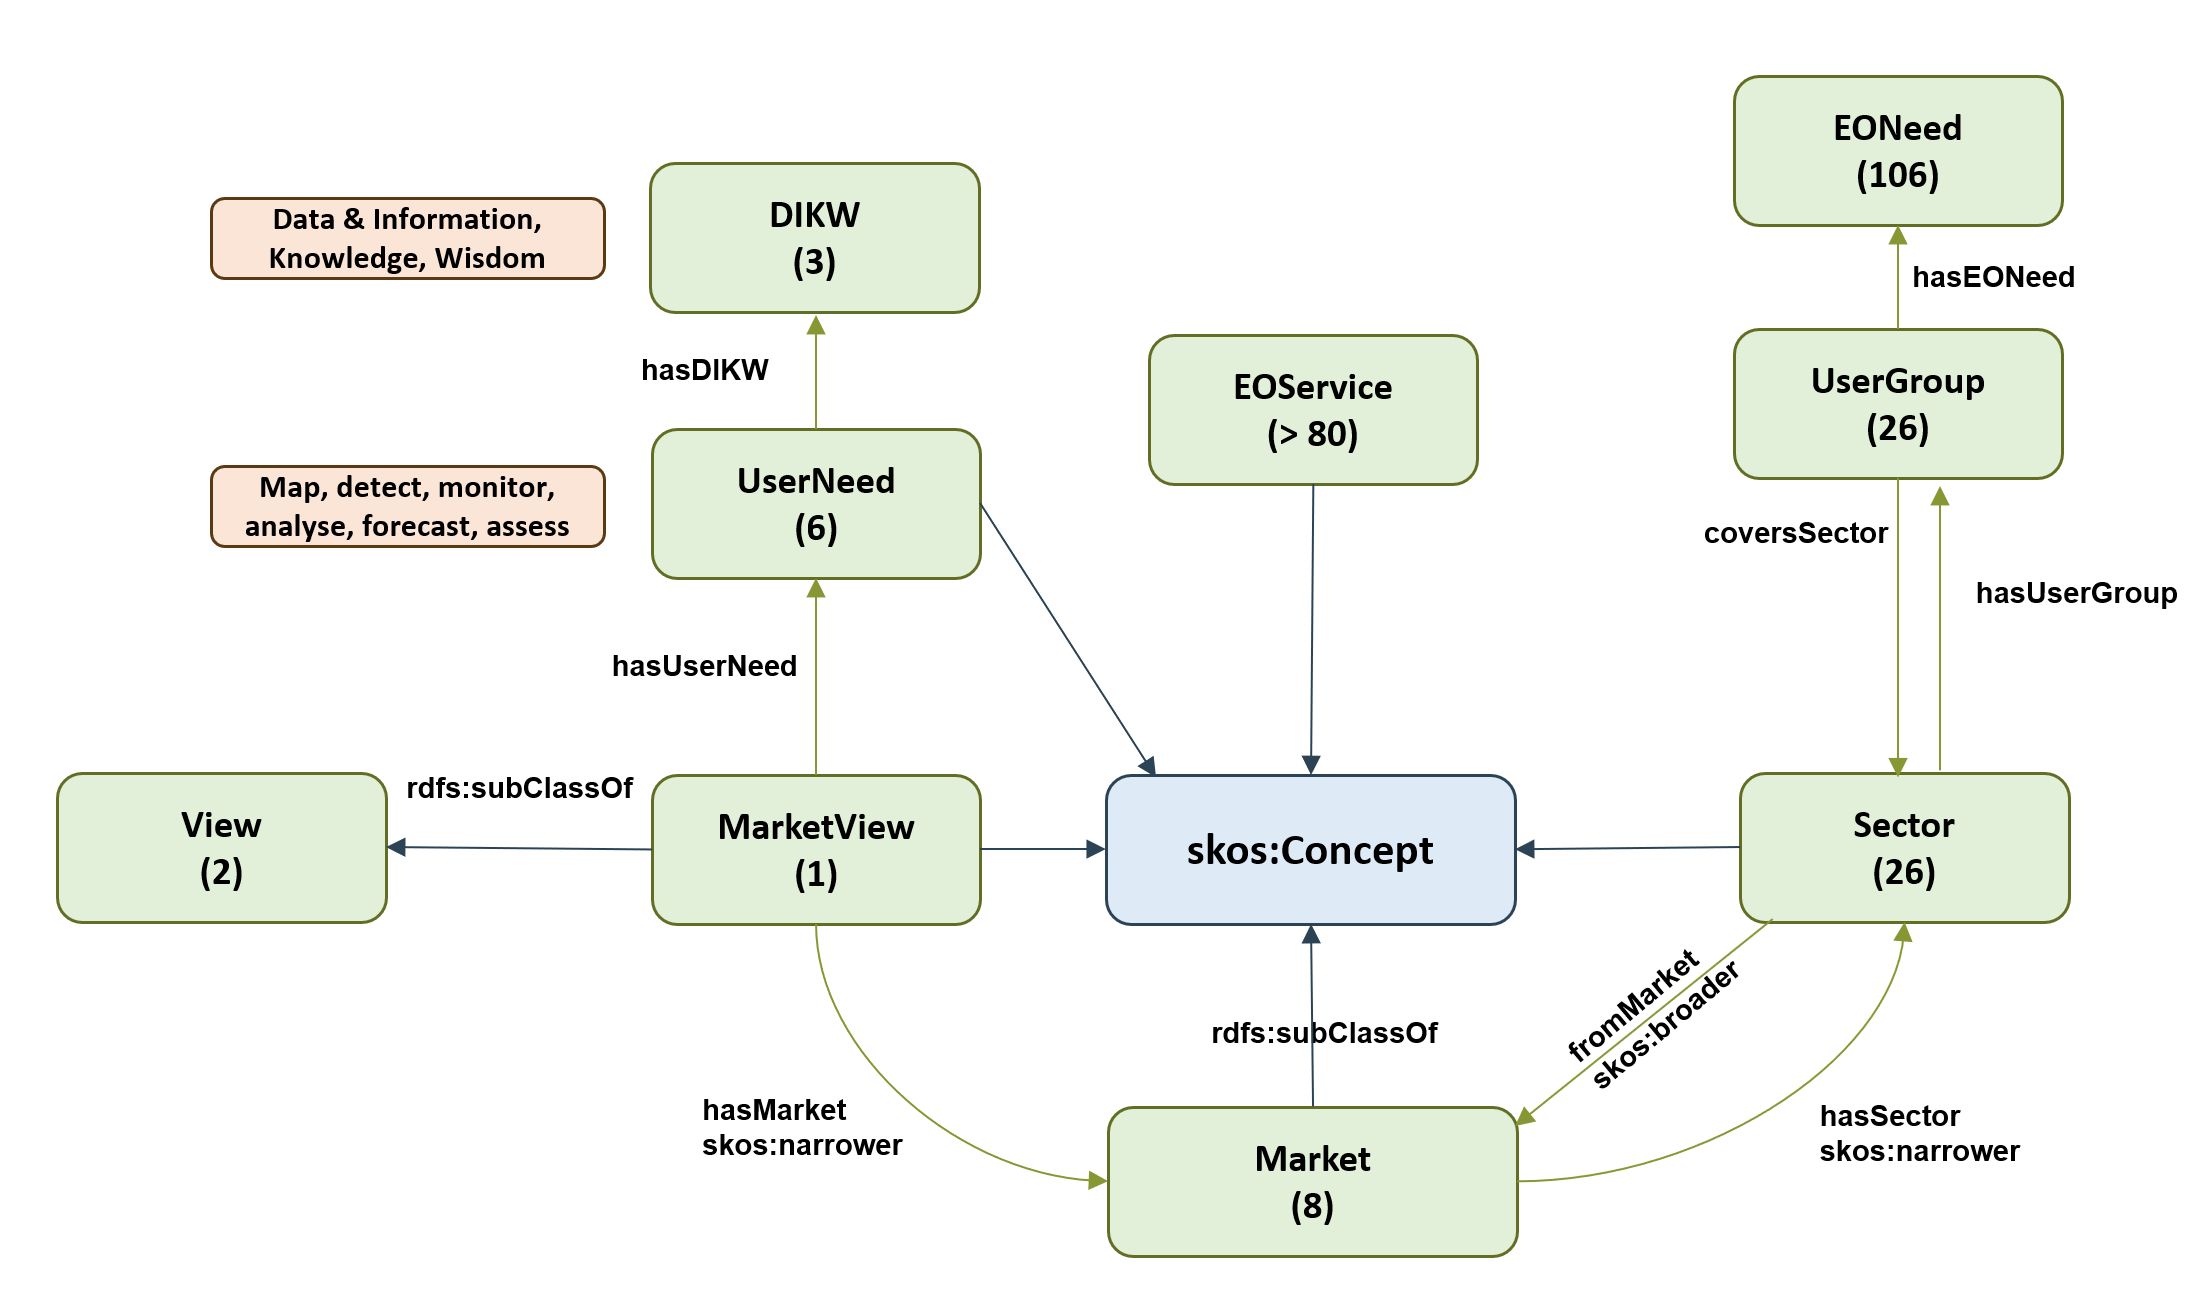 EONeed
(106)
DIKW
(3)
Data & Information,
Knowledge, Wisdom
hasEONeed
hasDIKW
EOService
(> 80)
UserGroup
(26)
UserNeed
(6)
Map, detect, monitor,
analyse, forecast, assess
coversSector
hasUserGroup
hasUserNeed
rdfs:subClassOf
View
(2)
MarketView
(1)
skos:Concept
Sector
(26)
fromMarket
skos:broader
rdfs:subClassOf
hasMarket
skos:narrower
hasSector
skos:narrower
Market
(8)